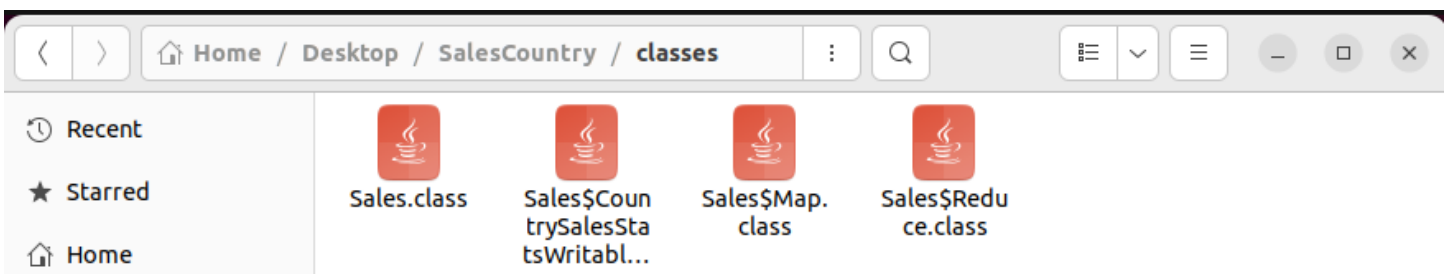 Home / Desktop / SalesCountry / classes
Recent
Starred
Home
Sales.class
Sales$Coun
trySalesSta
tsWritabl...
Sales$Map.
class
Sales$Redu
ce.class